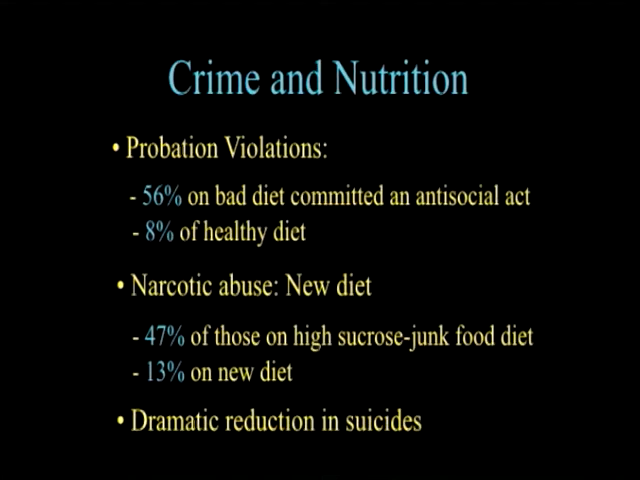 Crime and Nutrition
• Probation Violations:
- 56% on bad diet committed an antisocial act
- 8% of healthy diet
• Narcotic abuse: New diet
- 47% of those on high sucrose-junk food diet
- 13% on new diet
• Dramatic reduction in suicides